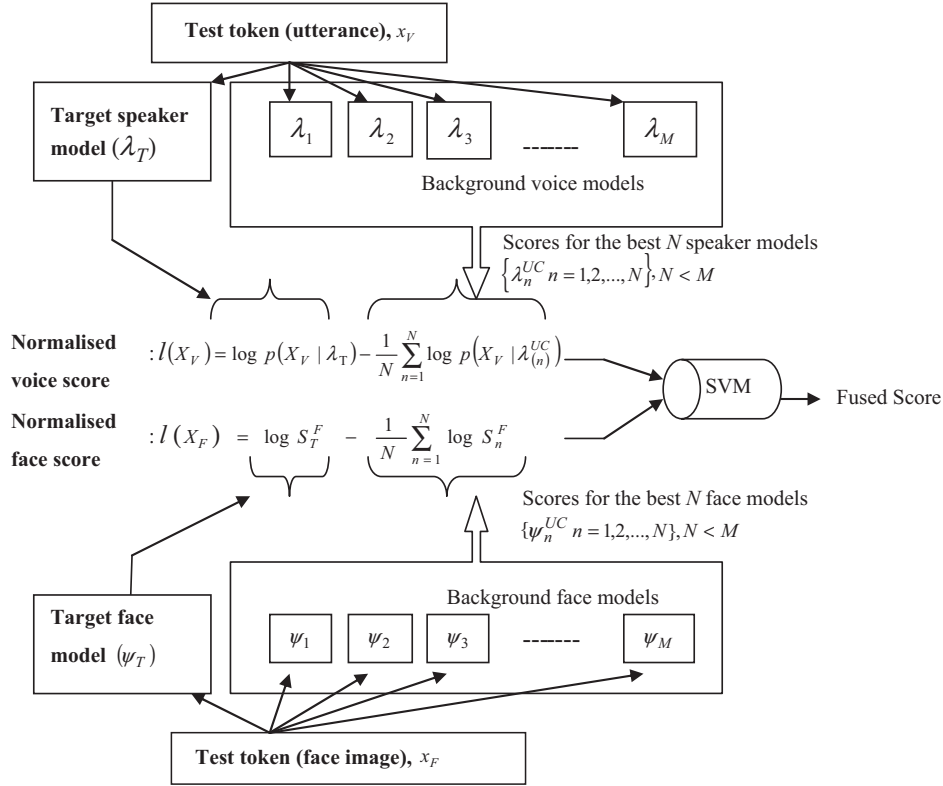 Test token (utterance), x_V
Target speaker
model (λ_T)
λ_1 λ_2 λ_3 ------- λ_M
Background voice models
Scores for the best N speaker models
{λ_n^{UC} n = 1,2,..., N}, N < M
Normalised
voice score
: l(X_V) = log p(X_V | λ_T) − \frac{1}{N} \sum_{n=1}^{N} log p(X_V | λ_{(n)}^{UC})
SVM
Fused Score
Normalised
face score
: l(X_F) = log S_T^F − \frac{1}{N} \sum_{n=1}^{N} log S_n^F
Scores for the best N face models
{ψ_n^{UC} n = 1,2,..., N}, N < M
Target face
model (ψ_T)
Background face models
ψ_1 ψ_2 ψ_3 ------- ψ_M
Test token (face image), x_F